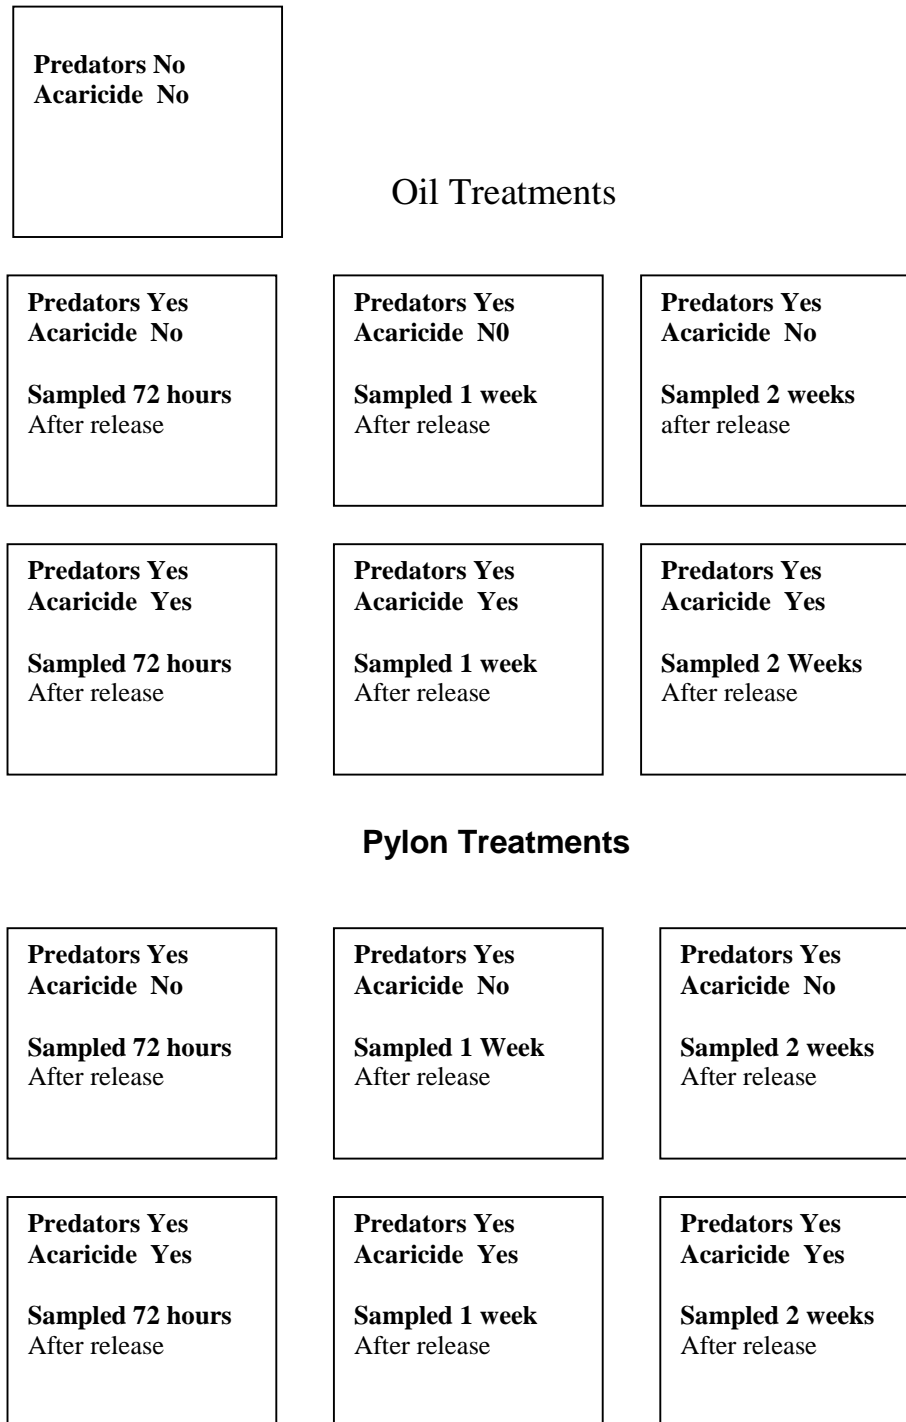 Predators No
Acaricide  No
Oil Treatments
Predators Yes
Acaricide  No
Sampled 72 hours
After release
Predators Yes
Acaricide  N0
Sampled 1 week
After release
Predators Yes
Acaricide  No
Sampled 2 weeks
after release
Predators Yes
Acaricide  Yes
Sampled 72 hours
After release
Predators Yes
Acaricide  Yes
Sampled 1 week
After release
Predators Yes
Acaricide  Yes
Sampled 2 Weeks
After release
Pylon Treatments
Predators Yes
Acaricide  No
Sampled 72 hours
After release
Predators Yes
Acaricide  No
Sampled 1 Week
After release
Predators Yes
Acaricide  No
Sampled 2 weeks
After release
Predators Yes
Acaricide  Yes
Sampled 72 hours
After release
Predators Yes
Acaricide  Yes
Sampled 1 week
After release
Predators Yes
Acaricide  Yes
Sampled 2 weeks
After release